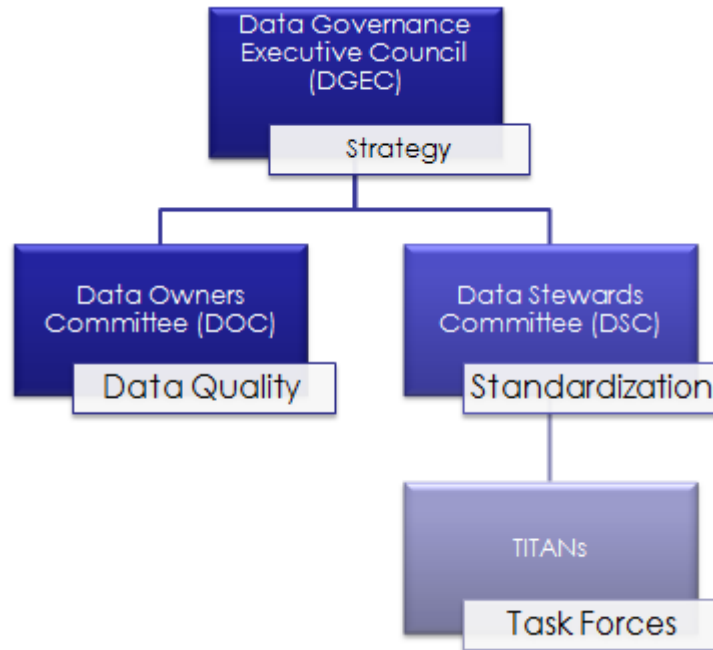 Data Governance
Executive Council
(DGEC)
Strategy
Data Owners
Committee (DOC)
Data Quality
Data Stewards
Committee (DSC)
Standardization
TITANs
Task Forces